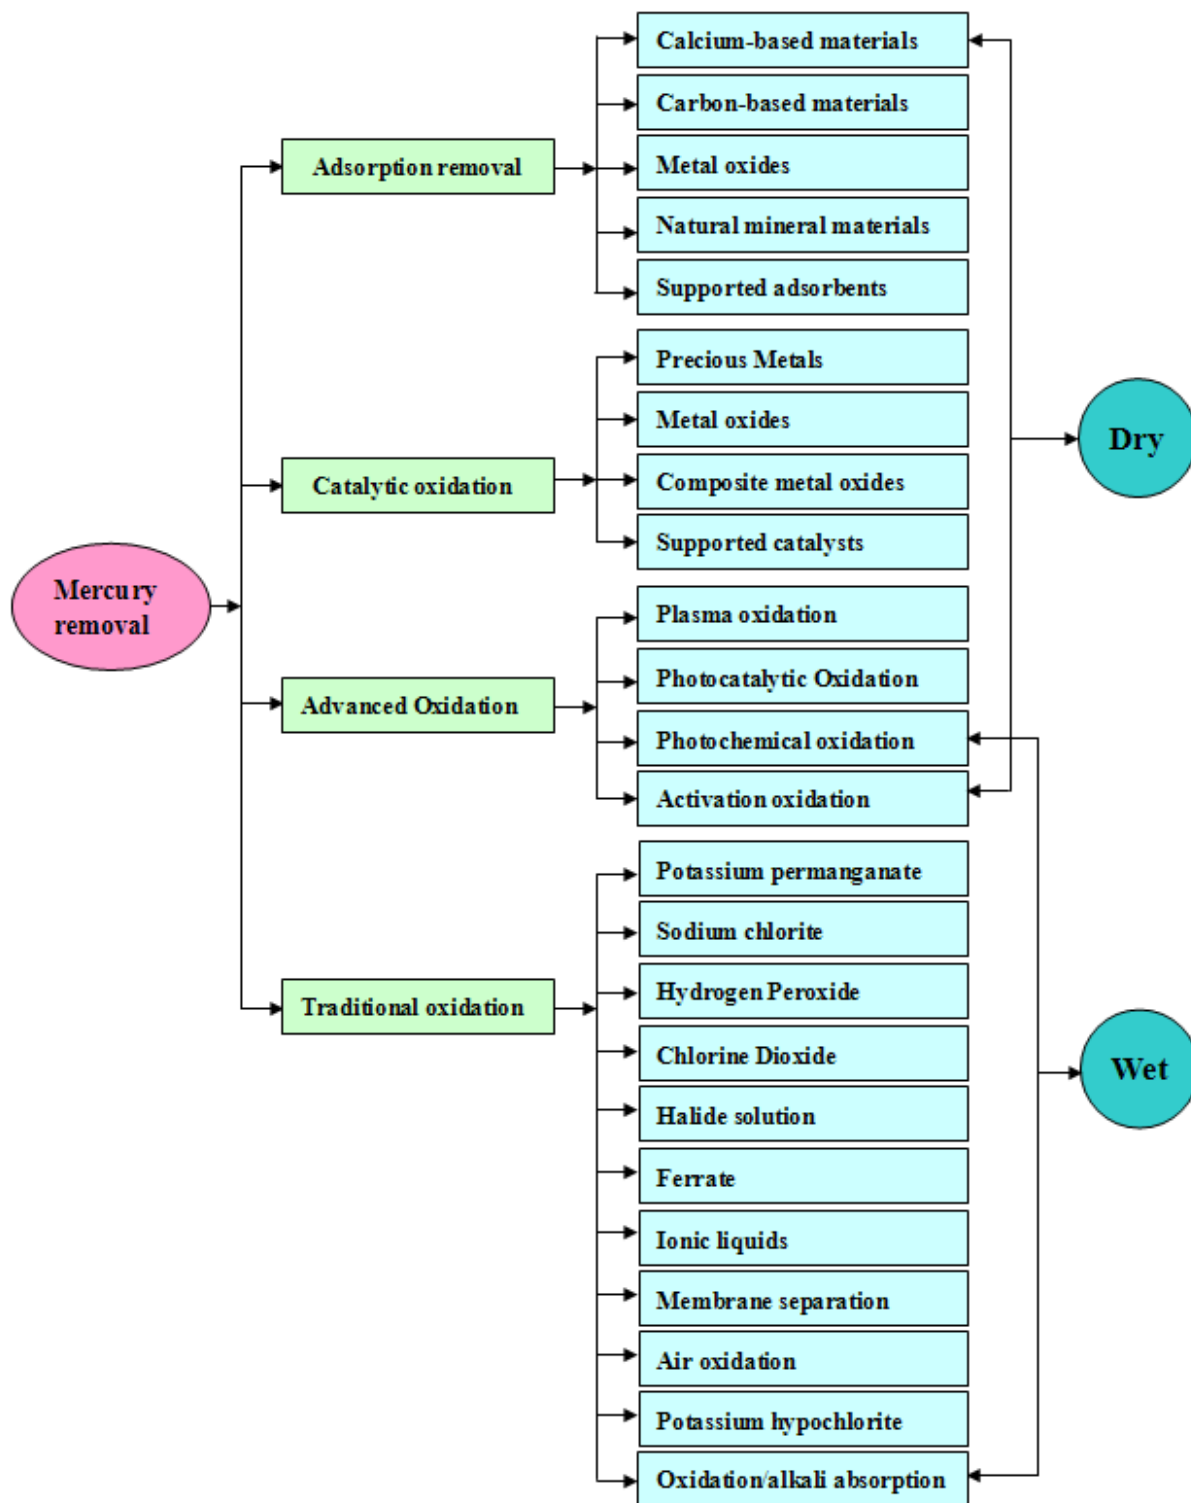 Mercury
removal
Adsorption removal
Catalytic oxidation
Advanced Oxidation
Traditional oxidation
Calcium-based materials
Carbon-based materials
Metal oxides
Natural mineral materials
Supported adsorbents
Precious Metals
Metal oxides
Composite metal oxides
Supported catalysts
Plasma oxidation
Photocatalytic Oxidation
Photochemical oxidation
Activation oxidation
Potassium permanganate
Sodium chlorite
Hydrogen Peroxide
Chlorine Dioxide
Halide solution
Ferrate
Ionic liquids
Membrane separation
Air oxidation
Potassium hypochlorite
Oxidation/alkali absorption
Dry
Wet